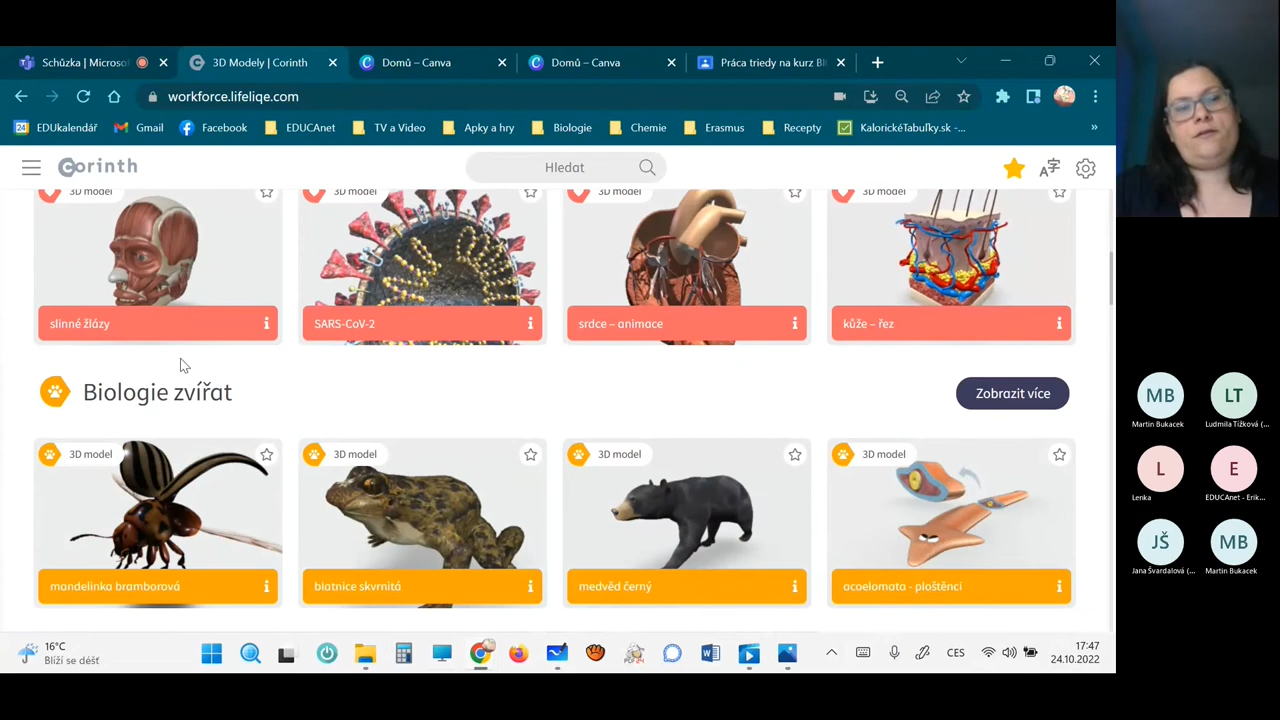 Schůzka | Microso
3D Modely | Corinth
Domů – Canva
Domů – Canva
Práca triedy na kurz BI
workforce.lifeliqe.com
24 EDUkalendář
Gmail
Facebook
EDUCAnet
TV a Video
Apky a hry
Biologie
Chemie
Erasmus
Recepty
KalorickéTabuľky.sk -...
»
Corinth
Hledat
3D model
3D model
3D model
3D model
slinné žlázy
SARS-CoV-2
srdce – animace
kůže – řez
Biologie zvířat
Zobrazit více
3D model
3D model
3D model
3D model
mandelinka bramborová
blatnice skvrnitá
medvěd černý
acoelomata - ploštěnci
MB
LT
Martin Bukacek
Ludmila Tížková (...
L
E
Lenka
EDUCAnet - Erik...
JŠ
MB
Jana Švardalová (...
Martin Bukacek
16°C
Blíží se déšť
CES
17:47
24.10.2022